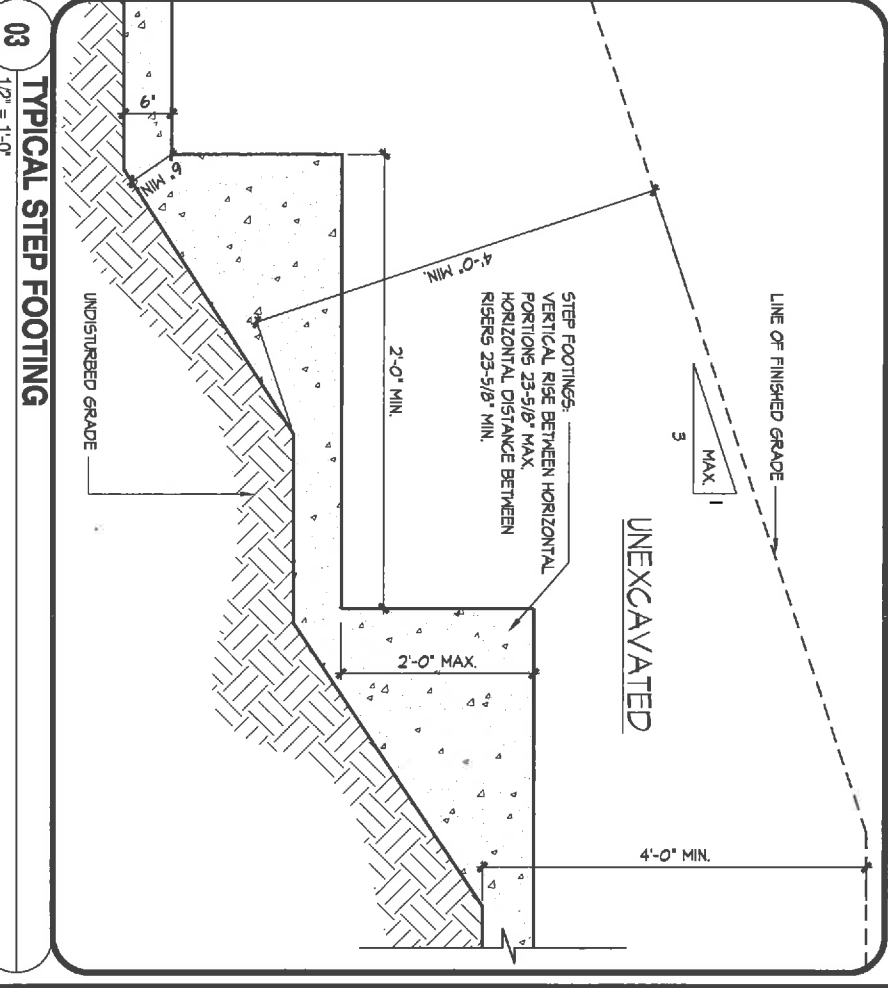 LINE OF FINISHED GRADE
MAX.
1
3
UNEXCAVATED
4'-0" MIN.
STEP FOOTINGS:
VERTICAL RISE BETWEEN HORIZONTAL
PORTIONS 23-5/8" MAX.
HORIZONTAL DISTANCE BETWEEN
RISERS 23-5/8" MIN.
4'-0" MIN.
2'-0" MIN.
2'-0" MAX.
6"
6" MIN.
UNDISTURBED GRADE
03
TYPICAL STEP FOOTING
1/2" = 1'-0"